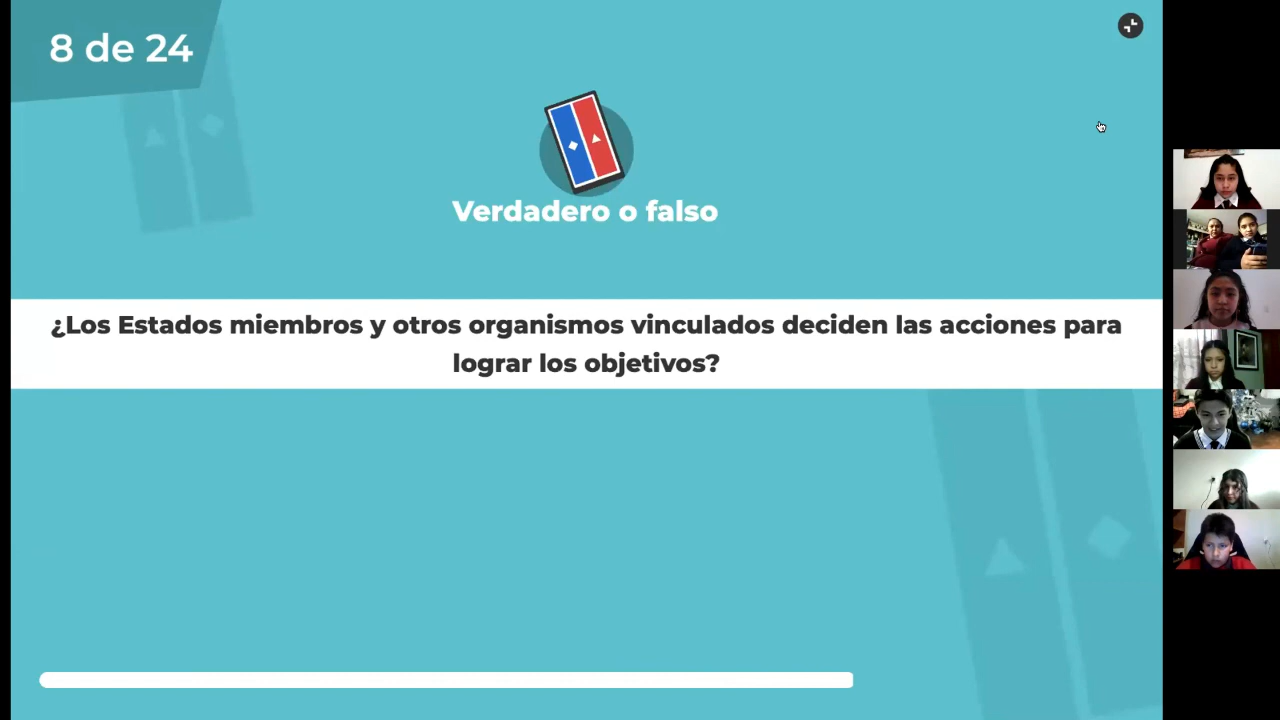 8 de 24
Verdadero o falso
¿Los Estados miembros y otros organismos vinculados deciden las acciones para
lograr los objetivos?